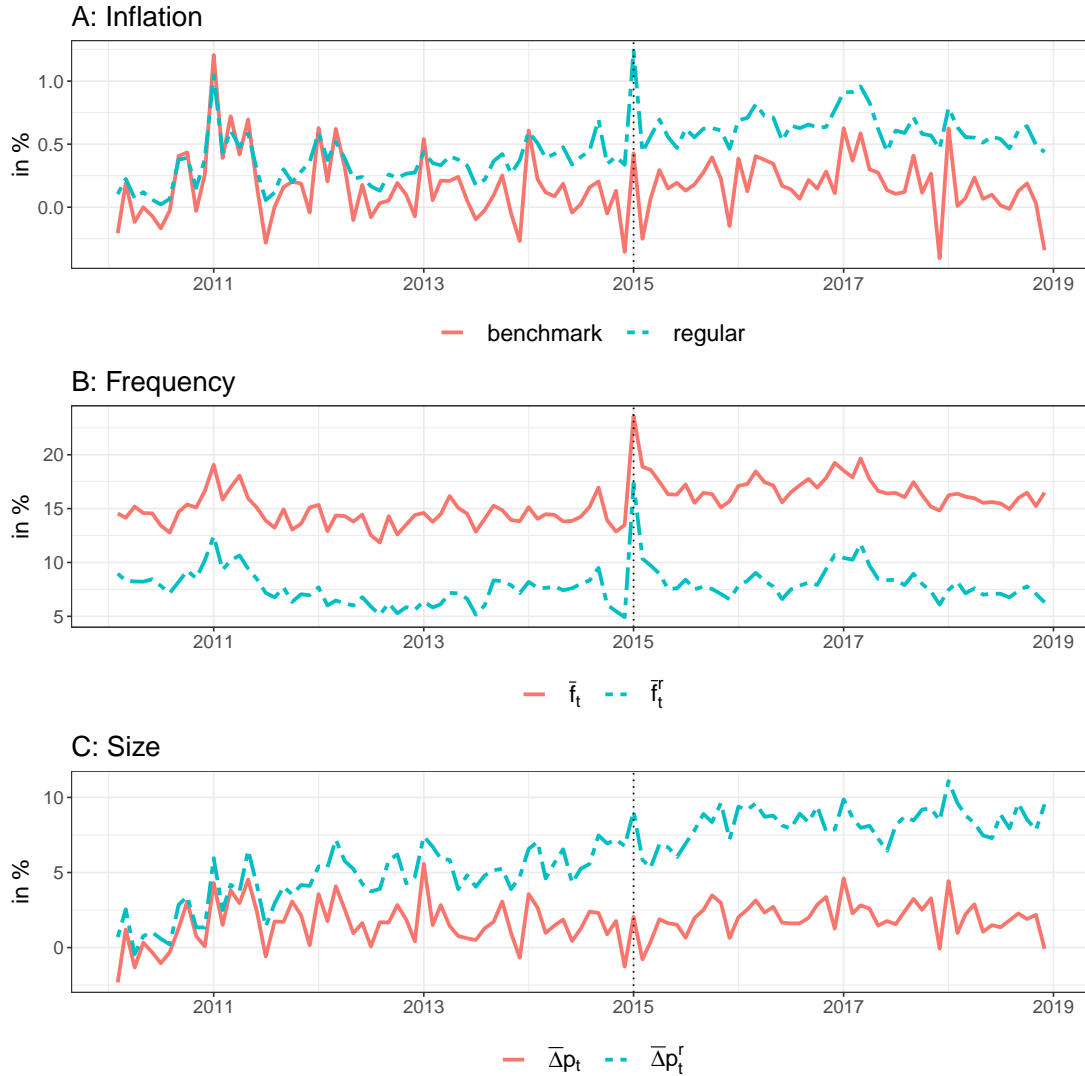 A: Inflation
in %
1.0
0.5
0.0
2011 2013 2015 2017 2019
benchmark regular
B: Frequency
in %
20
15
10
5
2011 2013 2015 2017 2019
f̄ₜ f̄ₜʳ
C: Size
in %
10
5
0
2011 2013 2015 2017 2019
Δ̅pₜ Δ̅pₜʳ